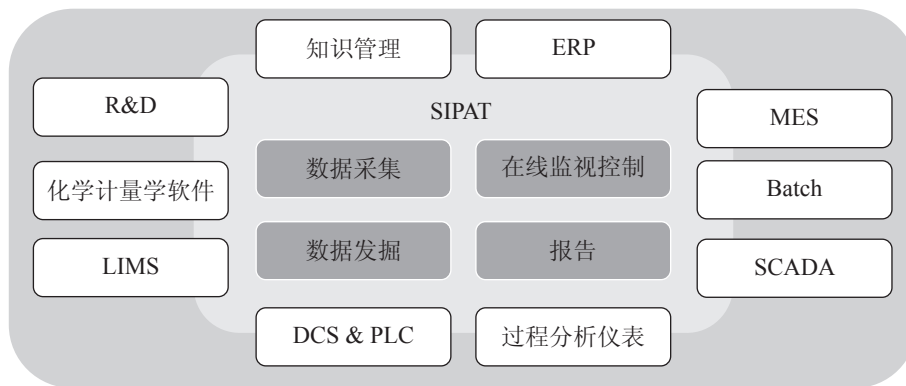 知识管理
ERP
R&D
SIPAT
MES
数据采集
在线监视控制
化学计量学软件
Batch
数据发掘
报告
LIMS
SCADA
DCS & PLC
过程分析仪表